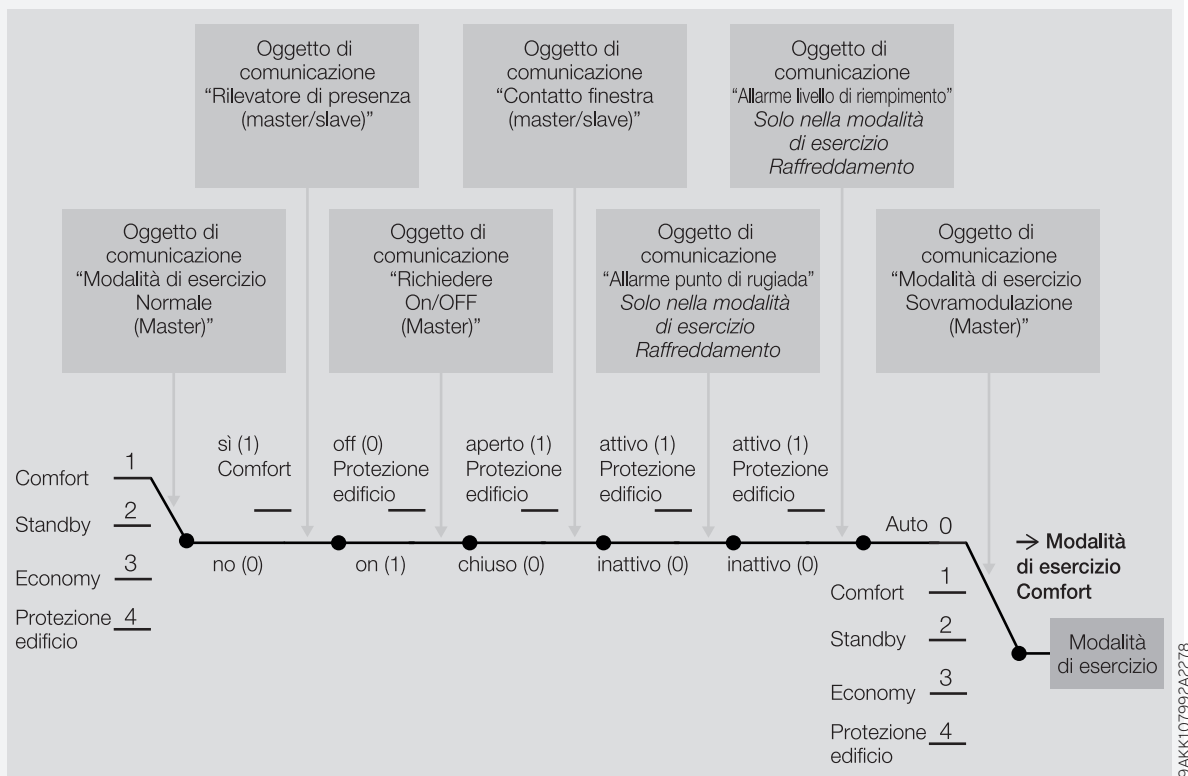 Oggetto di
comunicazione
“Rilevatore di presenza
(master/slave)”
Oggetto di
comunicazione
“Contatto finestra
(master/slave)”
Oggetto di
comunicazione
“Allarme livello di riempimento”
Solo nella modalità
di esercizio
Raffreddamento
Oggetto di
comunicazione
“Modalità di esercizio
Normale
(Master)”
Oggetto di
comunicazione
“Richiedere
On/OFF
(Master)”
Oggetto di
comunicazione
“Allarme punto di rugiada”
Solo nella modalità
di esercizio
Raffreddamento
Oggetto di
comunicazione
“Modalità di esercizio
Sovramodulazione
(Master)”
Comfort 1
Standby 2
Economy 3
Protezione 4
edificio
sì (1)
Comfort
no (0)
off (0)
Protezione
edificio
on (1)
aperto (1)
Protezione
edificio
chiuso (0)
attivo (1)
Protezione
edificio
inattivo (0)
attivo (1)
Protezione
edificio
inattivo (0)
Auto 0
Comfort 1
Standby 2
Economy 3
Protezione 4
edificio
→ Modalità
di esercizio
Comfort
Modalità
di esercizio
9AKK107992A2278